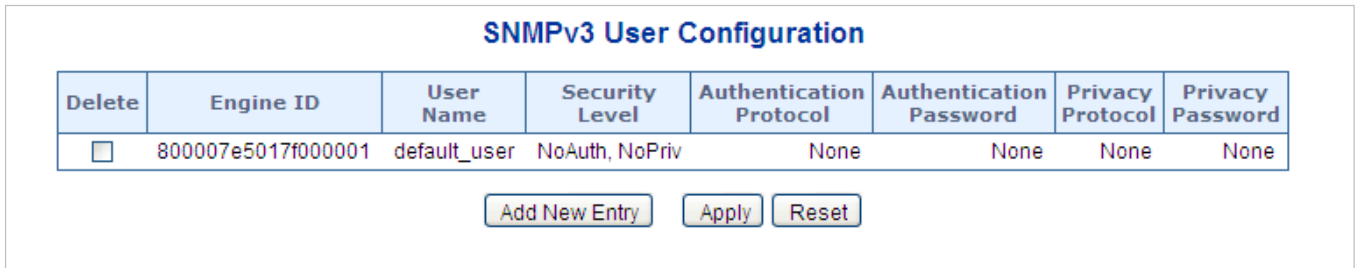 SNMPv3 User Configuration
Delete Engine ID User Name Security Level Authentication Protocol Authentication Password Privacy Protocol Privacy Password
800007e5017f000001 default_user NoAuth, NoPriv None None None None
Add New Entry Apply Reset